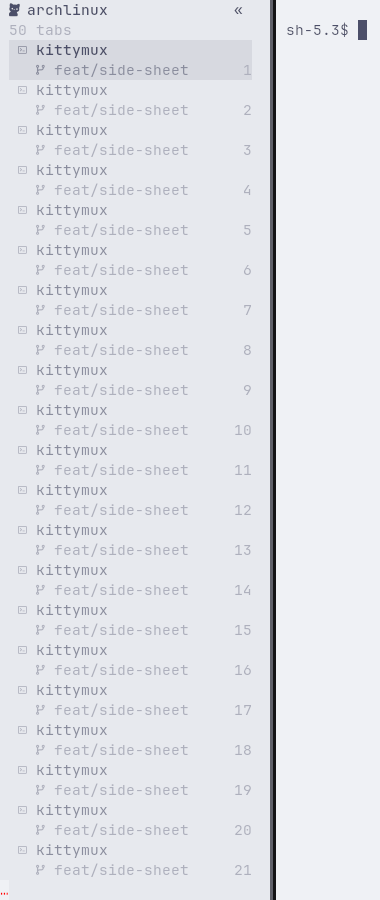 archlinux «
50 tabs
sh-5.3$
kittymux
feat/side-sheet 1
kittymux
feat/side-sheet 2
kittymux
feat/side-sheet 3
kittymux
feat/side-sheet 4
kittymux
feat/side-sheet 5
kittymux
feat/side-sheet 6
kittymux
feat/side-sheet 7
kittymux
feat/side-sheet 8
kittymux
feat/side-sheet 9
kittymux
feat/side-sheet 10
kittymux
feat/side-sheet 11
kittymux
feat/side-sheet 12
kittymux
feat/side-sheet 13
kittymux
feat/side-sheet 14
kittymux
feat/side-sheet 15
kittymux
feat/side-sheet 16
kittymux
feat/side-sheet 17
kittymux
feat/side-sheet 18
kittymux
feat/side-sheet 19
kittymux
feat/side-sheet 20
kittymux
feat/side-sheet 21
…